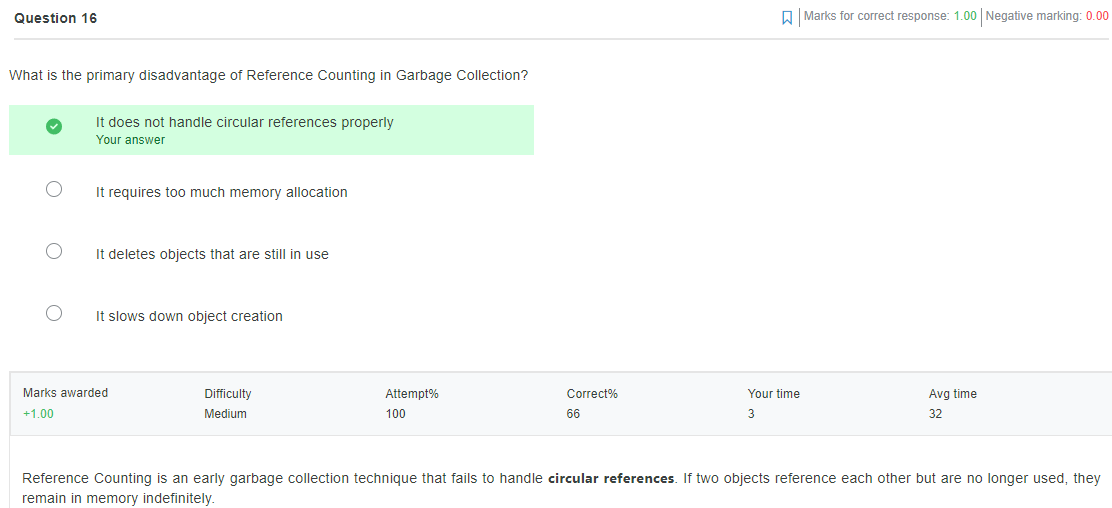 Question 16
Marks for correct response: 1.00 Negative marking: 0.00
What is the primary disadvantage of Reference Counting in Garbage Collection?
It does not handle circular references properly
Your answer
It requires too much memory allocation
It deletes objects that are still in use
It slows down object creation
Marks awarded Difficulty Attempt% Correct% Your time Avg time
+1.00 Medium 100 66 3 32
Reference Counting is an early garbage collection technique that fails to handle circular references. If two objects reference each other but are no longer used, they
remain in memory indefinitely.